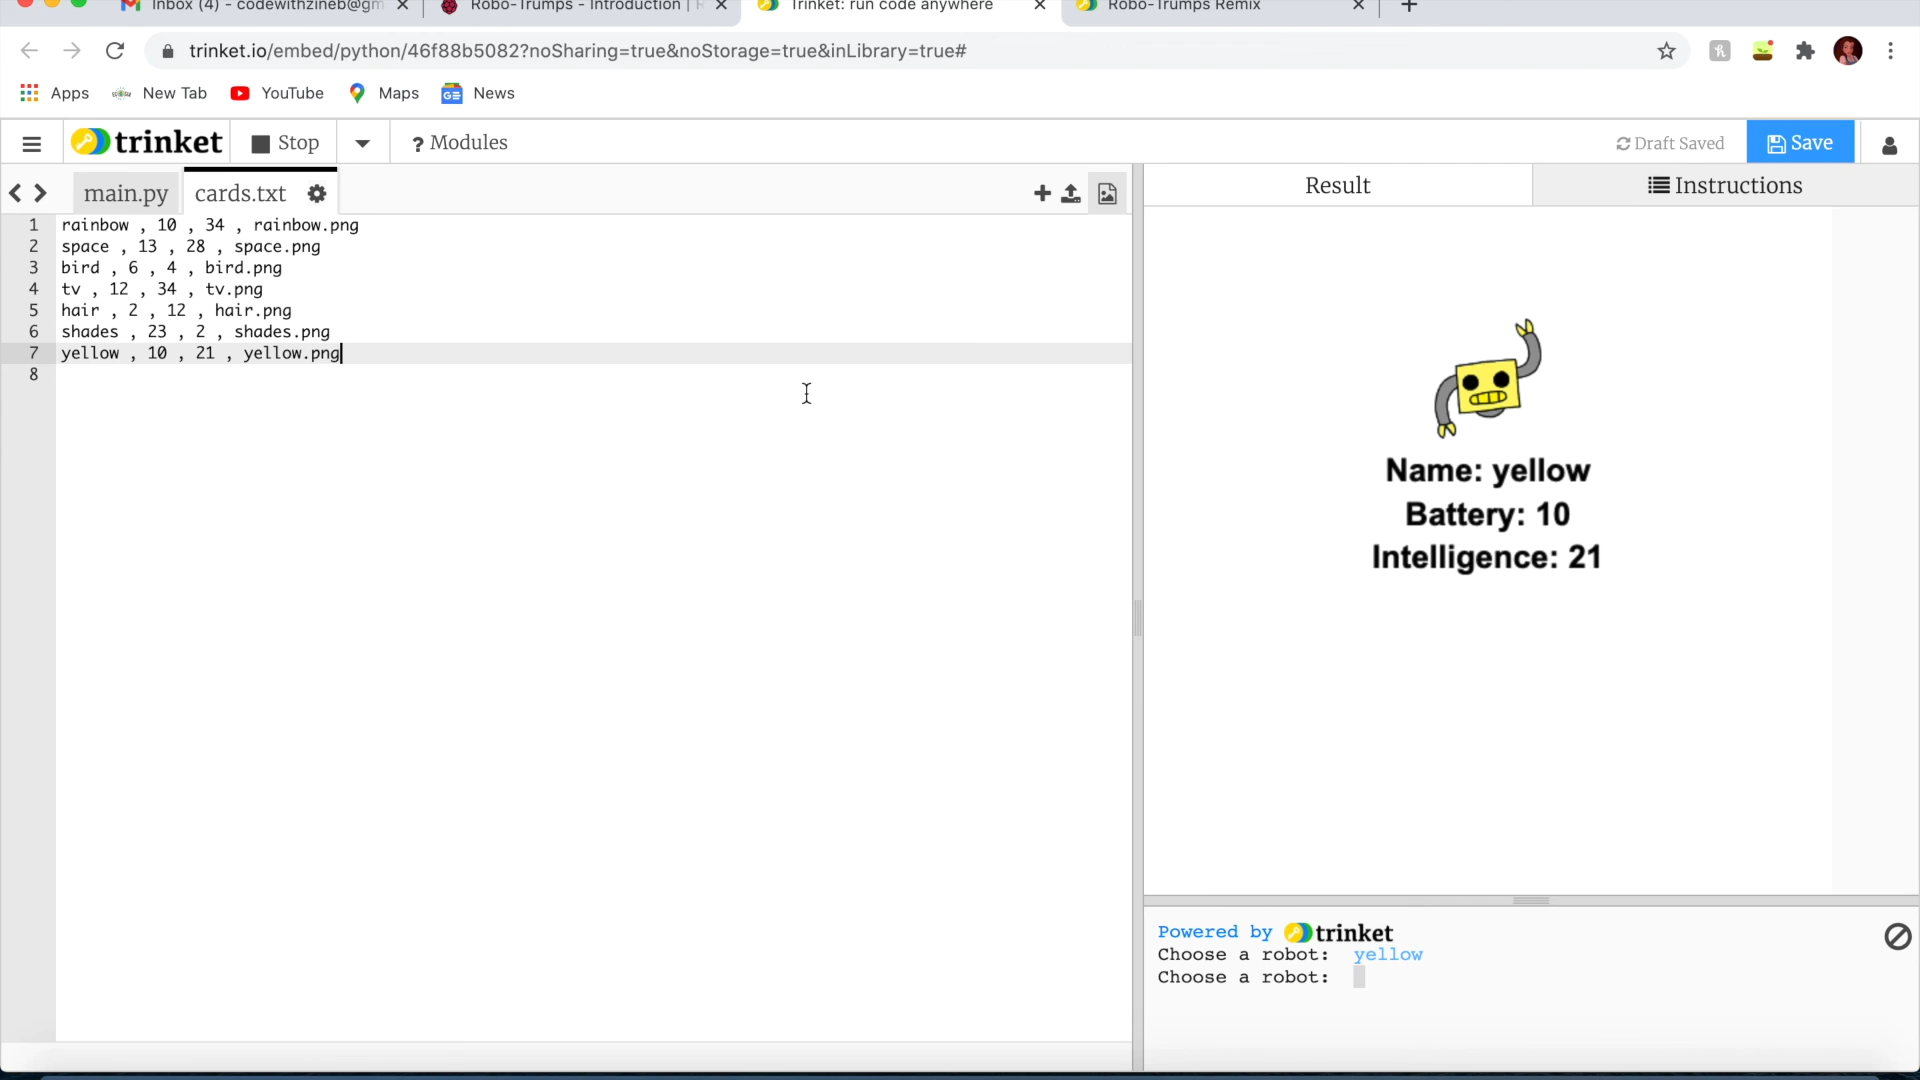 Inbox (4) - codewithzineb@gm
Robo-Trumps - Introduction |
Trinket: run code anywhere
Robo-Trumps Remix
trinket.io/embed/python/46f88b5082?noSharing=true&noStorage=true&inLibrary=true#
Apps
New Tab
YouTube
Maps
News
trinket
Stop
? Modules
Draft Saved
Save
main.py
cards.txt
Result
Instructions
1 rainbow , 10 , 34 , rainbow.png
2 space , 13 , 28 , space.png
3 bird , 6 , 4 , bird.png
4 tv , 12 , 34 , tv.png
5 hair , 2 , 12 , hair.png
6 shades , 23 , 2 , shades.png
7 yellow , 10 , 21 , yellow.png
8
Name: yellow
Battery: 10
Intelligence: 21
Powered by trinket
Choose a robot: yellow
Choose a robot: